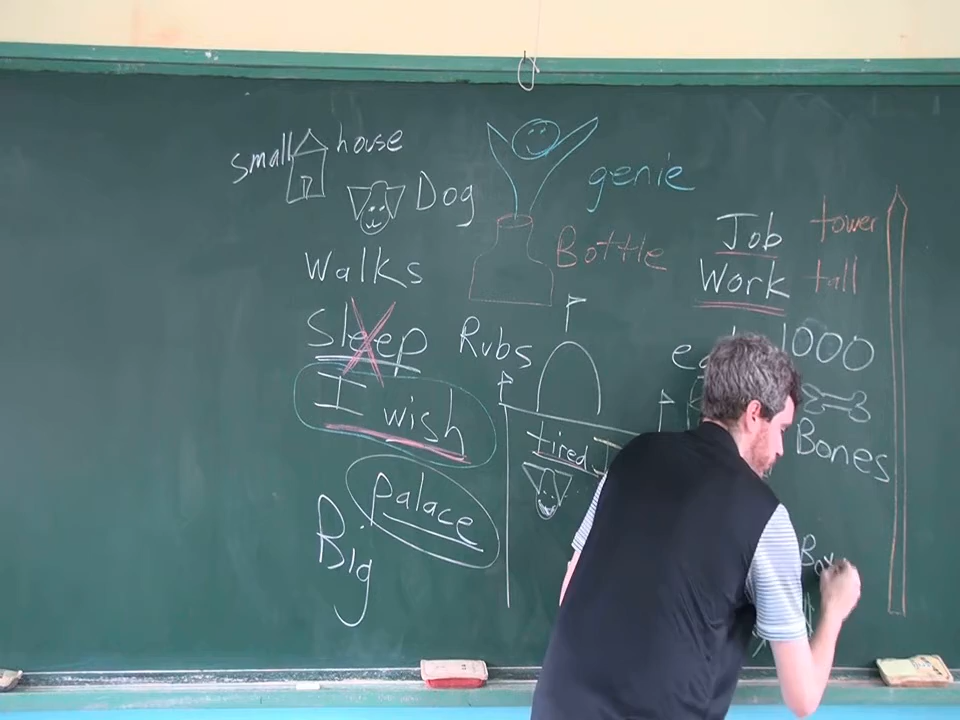 small house
Dog
genie
Bottle
Walks
Sleep
Rubs
I wish
Palace
Big
tired
Job
Work
tower
tall
1000
Bones